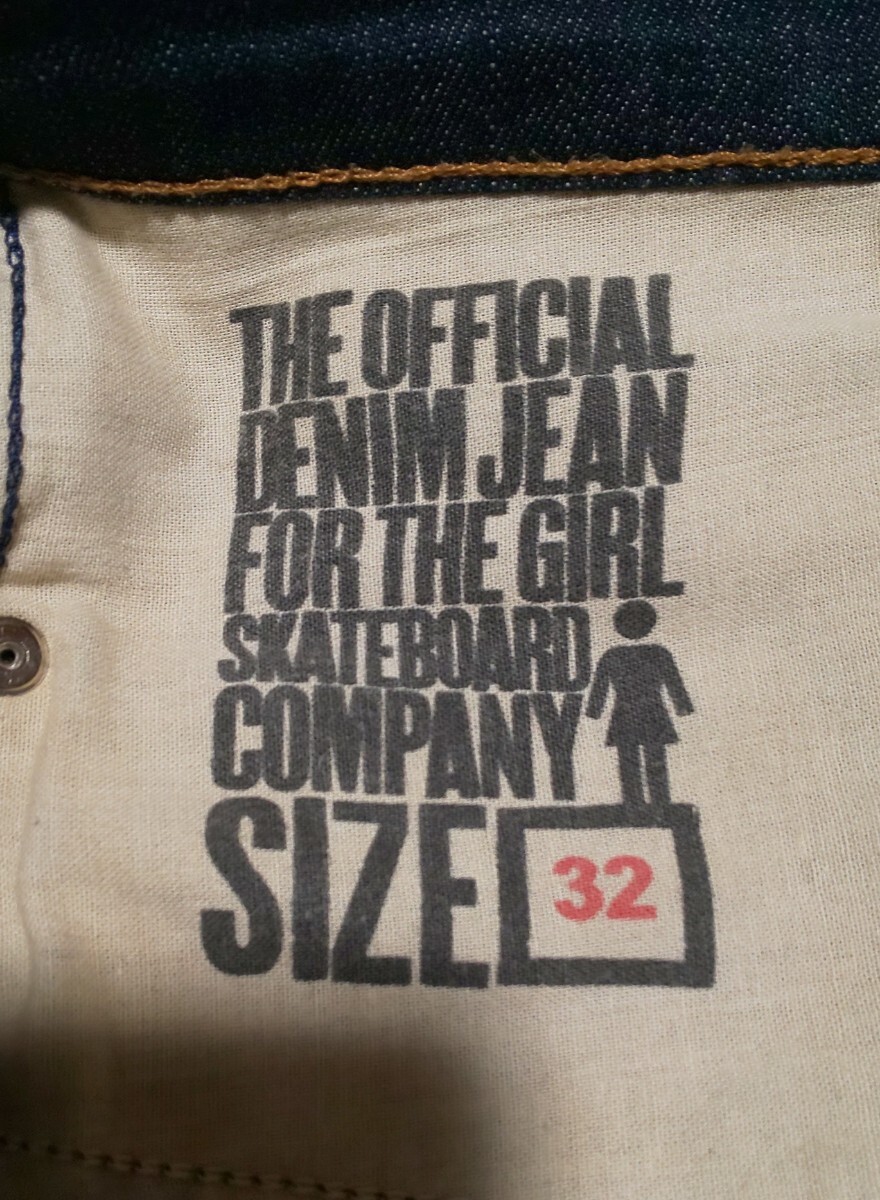 THE OFFICIAL
DENIM JEAN
FOR THE GIRL
SKATEBOARD
COMPANY
SIZE 32